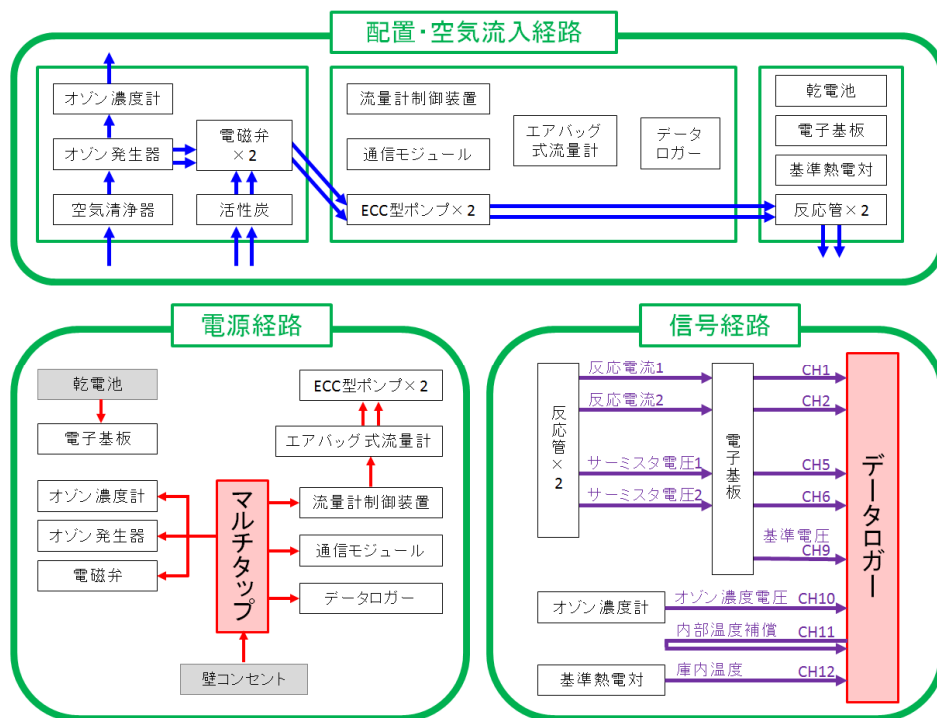 配置・空気流入経路
オゾン濃度計
オゾン発生器
空気清浄器
電磁弁
×2
活性炭
流量計制御装置
通信モジュール
ECC型ポンプ×2
エアバッグ
式流量計
データ
ロガー
乾電池
電子基板
基準熱電対
反応管×2
電源経路
乾電池
電子基板
オゾン濃度計
オゾン発生器
電磁弁
マルチタップ
壁コンセント
ECC型ポンプ×2
エアバッグ式流量計
流量計制御装置
通信モジュール
データロガー
信号経路
反応管×2
反応電流1
反応電流2
サーミスタ電圧1
サーミスタ電圧2
電子基板
CH1
CH2
CH5
CH6
基準電圧
CH9
オゾン濃度計
オゾン濃度電圧 CH10
内部温度補償 CH11
基準熱電対
庫内温度 CH12
データロガー